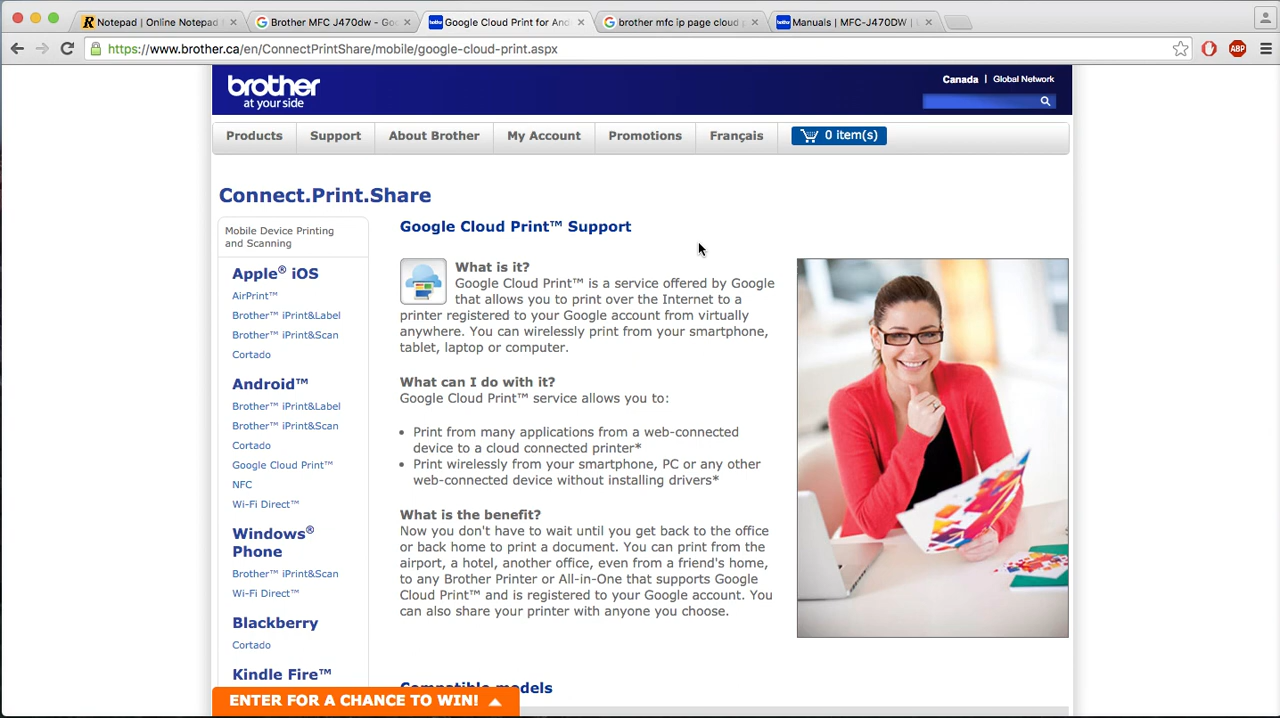 Notepad | Online Notepad
Brother MFC J470dw - Goo
Google Cloud Print for And
brother mfc ip page cloud p
Manuals | MFC-J470DW |
https://www.brother.ca/en/ConnectPrintShare/mobile/google-cloud-print.aspx
ABP
brother
at your side
Canada | Global Network
Products
Support
About Brother
My Account
Promotions
Français
0 item(s)
Connect.Print.Share
Mobile Device Printing
and Scanning
Apple® iOS
AirPrint™
Brother™ iPrint&Label
Brother™ iPrint&Scan
Cortado
Android™
Brother™ iPrint&Label
Brother™ iPrint&Scan
Cortado
Google Cloud Print™
NFC
Wi-Fi Direct™
Windows®
Phone
Brother™ iPrint&Scan
Wi-Fi Direct™
Blackberry
Cortado
Kindle Fire™
Google Cloud Print™ Support
What is it?
Google Cloud Print™ is a service offered by Google
that allows you to print over the Internet to a
printer registered to your Google account from virtually
anywhere. You can wirelessly print from your smartphone,
tablet, laptop or computer.
What can I do with it?
Google Cloud Print™ service allows you to:
• Print from many applications from a web-connected
device to a cloud connected printer*
• Print wirelessly from your smartphone, PC or any other
web-connected device without installing drivers*
What is the benefit?
Now you don't have to wait until you get back to the office
or back home to print a document. You can print from the
airport, a hotel, another office, even from a friend's home,
to any Brother Printer or All-in-One that supports Google
Cloud Print™ and is registered to your Google account. You
can also share your printer with anyone you choose.
Compatible models
ENTER FOR A CHANCE TO WIN!